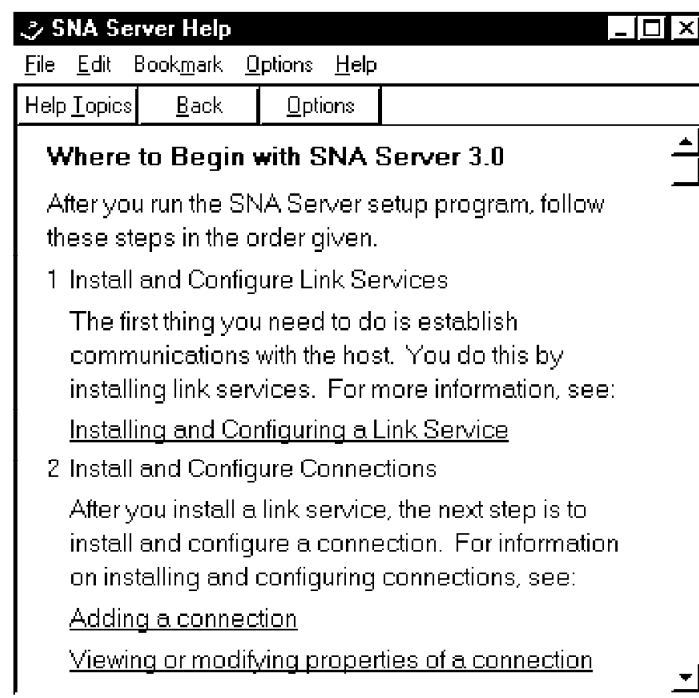 SNA Server Help
File Edit Bookmark Options Help
Help Topics Back Options
Where to Begin with SNA Server 3.0
After you run the SNA Server setup program, follow
these steps in the order given.
1 Install and Configure Link Services
The first thing you need to do is establish
communications with the host. You do this by
installing link services. For more information, see:
Installing and Configuring a Link Service
2 Install and Configure Connections
After you install a link service, the next step is to
install and configure a connection. For information
on installing and configuring connections, see:
Adding a connection
Viewing or modifying properties of a connection